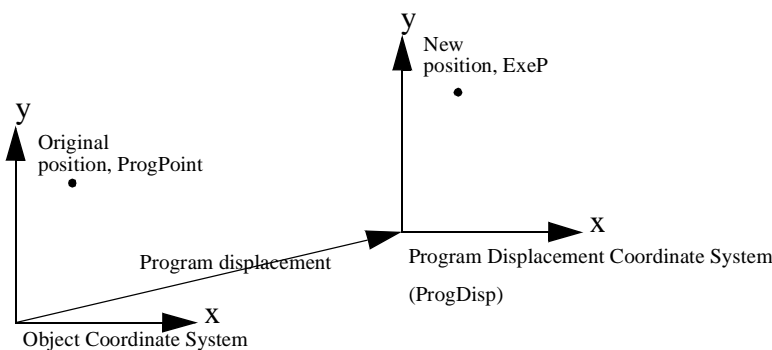 y
New
position, ExeP
y
Original
position, ProgPoint
x
Program Displacement Coordinate System
Program displacement
(ProgDisp)
x
Object Coordinate System